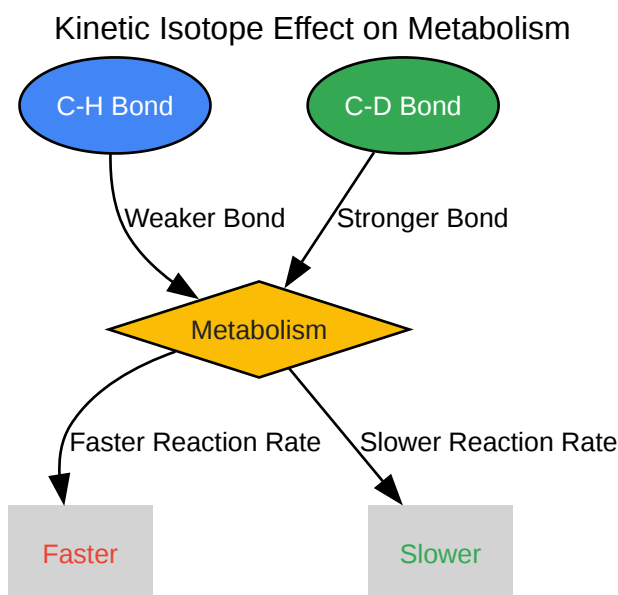 Kinetic Isotope Effect on Metabolism
C-H Bond
C-D Bond
Weaker Bond
Stronger Bond
Metabolism
Faster Reaction Rate
Slower Reaction Rate
Faster
Slower